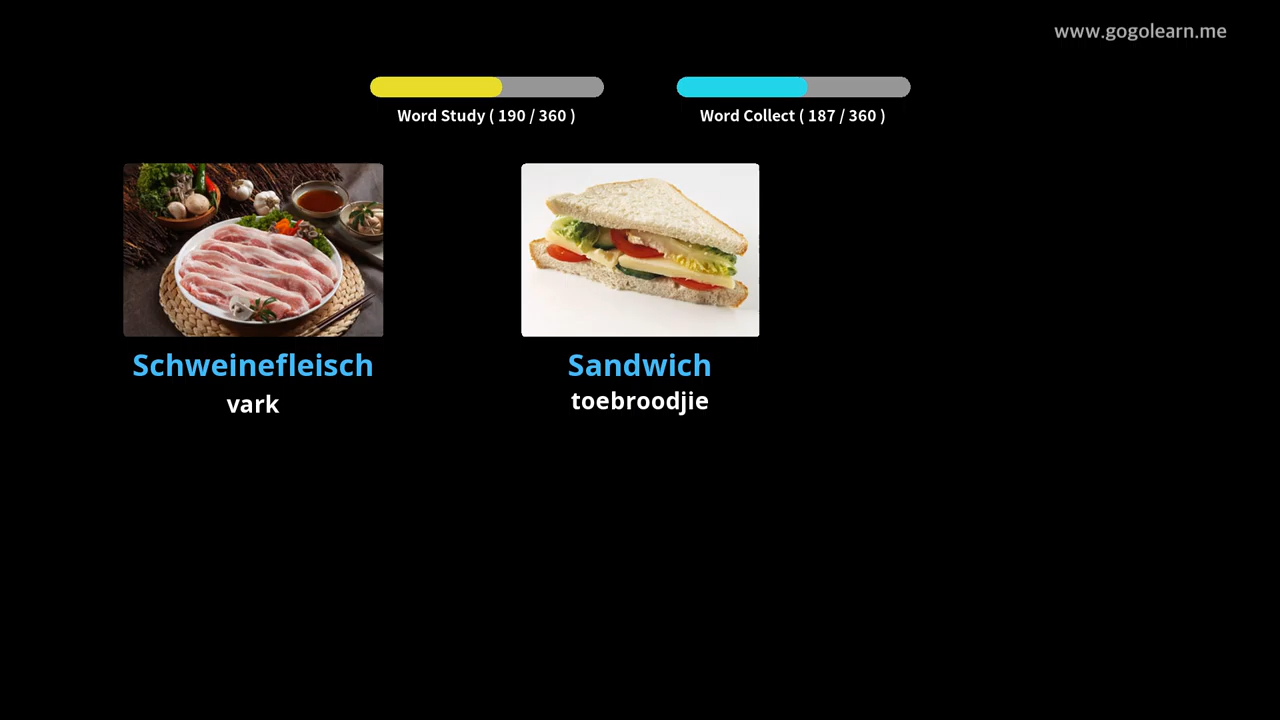 www.gogolearn.me
Word Study ( 190 / 360 )
Word Collect ( 187 / 360 )
Schweinefleisch
vark
Sandwich
toebroodjie